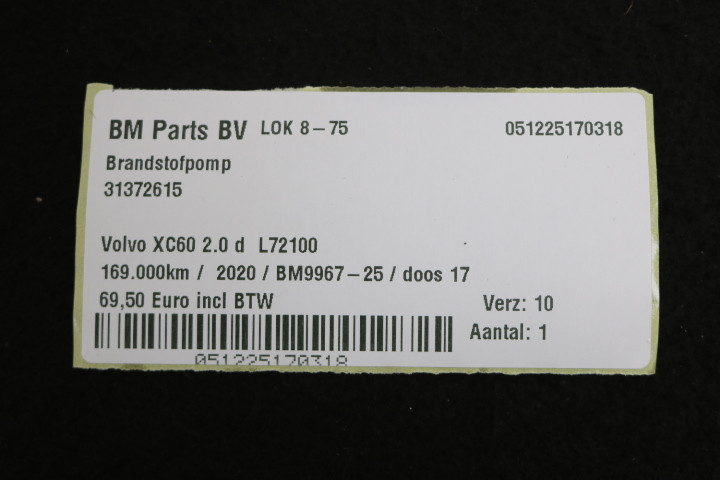 BM Parts BV LOK 8-75 051225170318
Brandstofpomp
31372615
Volvo XC60 2.0 d L72100
169.000km / 2020 / BM9967-25 / doos 17
69,50 Euro incl BTW Verz: 10
Aantal: 1
051225170318